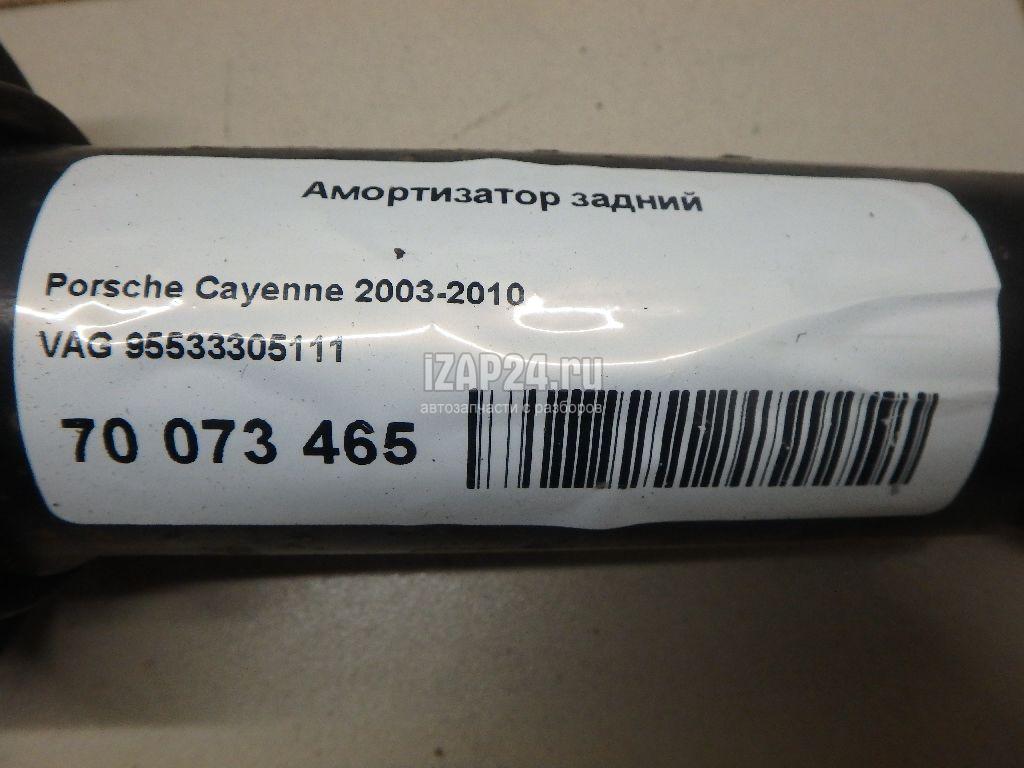 Амортизатор задний
Porsche Cayenne 2003-2010
VAG 95533305111
iZAP24.ru
автозапчасти с разборов
70 073 465